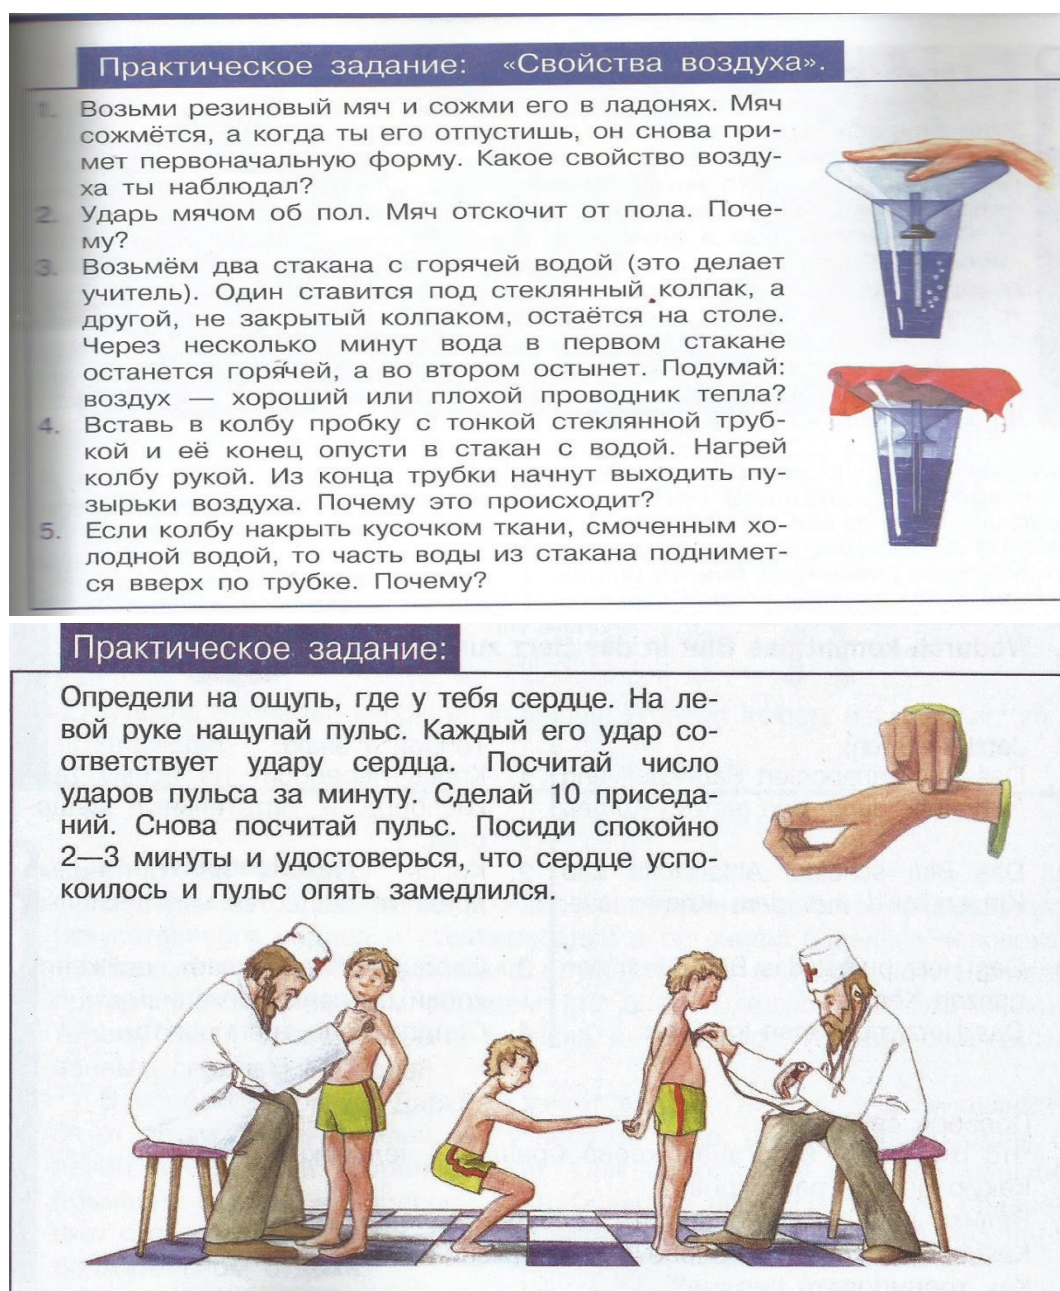 Практическое задание: «Свойства воздуха».
1. Возьми резиновый мяч и сожми его в ладонях. Мяч
сожмётся, а когда ты его отпустишь, он снова при-
мет первоначальную форму. Какое свойство возду-
ха ты наблюдал?
2. Ударь мячом об пол. Мяч отскочит от пола. Поче-
му?
3. Возьмём два стакана с горячей водой (это делает
учитель). Один ставится под стеклянный колпак, а
другой, не закрытый колпаком, остаётся на столе.
Через несколько минут вода в первом стакане
останется горячей, а во втором остынет. Подумай:
воздух — хороший или плохой проводник тепла?
4. Вставь в колбу пробку с тонкой стеклянной труб-
кой и её конец опусти в стакан с водой. Нагрей
колбу рукой. Из конца трубки начнут выходить пу-
зырьки воздуха. Почему это происходит?
5. Если колбу накрыть кусочком ткани, смоченным хо-
лодной водой, то часть воды из стакана поднимет-
ся вверх по трубке. Почему?
Практическое задание:
Определи на ощупь, где у тебя сердце. На ле-
вой руке нащупай пульс. Каждый его удар со-
ответствует удару сердца. Посчитай число
ударов пульса за минуту. Сделай 10 приседа-
ний. Снова посчитай пульс. Посиди спокойно
2—3 минуты и удостоверься, что сердце успо-
коилось и пульс опять замедлился.